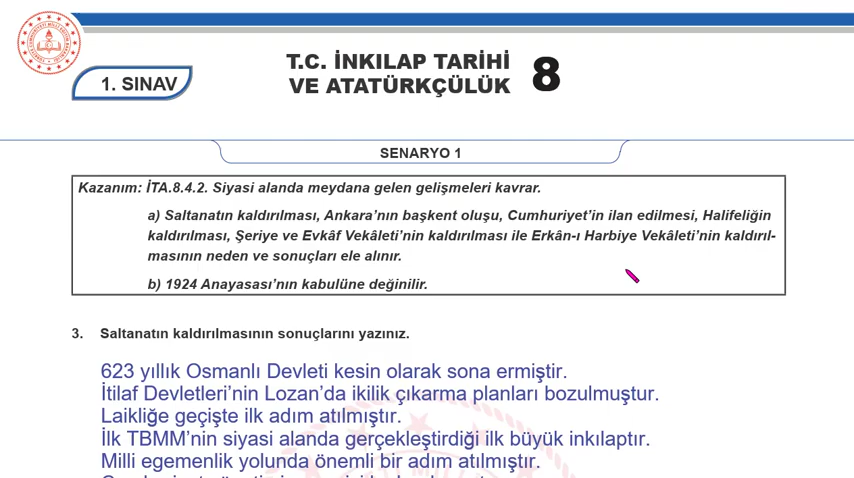 T.C. İNKILAP TARİHİ
VE ATATÜRKÇÜLÜK
8
1. SINAV
SENARYO 1
Kazanım: İTA.8.4.2. Siyasi alanda meydana gelen gelişmeleri kavrar.
a) Saltanatın kaldırılması, Ankara’nın başkent oluşu, Cumhuriyet’in ilan edilmesi, Halifeliğin
kaldırılması, Şeriye ve Evkâf Vekâleti’nin kaldırılması ile Erkân-ı Harbiye Vekâleti’nin kaldırıl-
masının neden ve sonuçları ele alınır.
b) 1924 Anayasası’nın kabulüne değinilir.
3. Saltanatın kaldırılmasının sonuçlarını yazınız.
623 yıllık Osmanlı Devleti kesin olarak sona ermiştir.
İtilaf Devletleri’nin Lozan’da ikilik çıkarma planları bozulmuştur.
Laikliğe geçişte ilk adım atılmıştır.
İlk TBMM’nin siyasi alanda gerçekleştirdiği ilk büyük inkılaptır.
Milli egemenlik yolunda önemli bir adım atılmıştır.